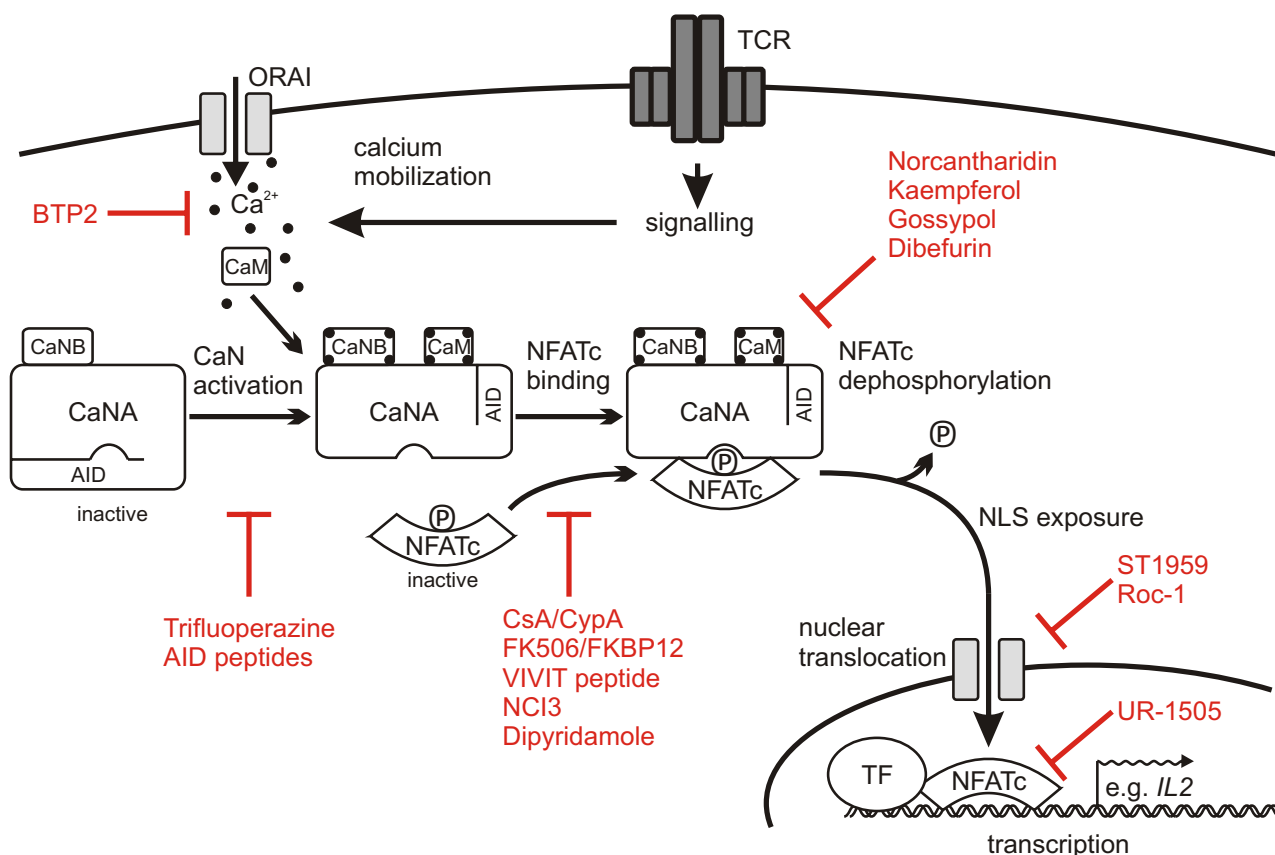 TCR
ORAI
calcium
mobilization
Norcantharidin
Kaempferol
Gossypol
Dibefurin
BTP2
Ca2+
signalling
CaM
CaNB
CaN
activation
CaNB
CaM
NFATc
binding
CaNB
CaM
NFATc
dephosphorylation
CaNA
AID
inactive
CaNA
AID
CaNA
AID
P
NFATc
P
P
NFATc
inactive
NLS exposure
Trifluoperazine
AID peptides
CsA/CypA
FK506/FKBP12
VIVIT peptide
NCI3
Dipyridamole
ST1959
Roc-1
nuclear
translocation
UR-1505
TF
NFATc
e.g. IL2
transcription